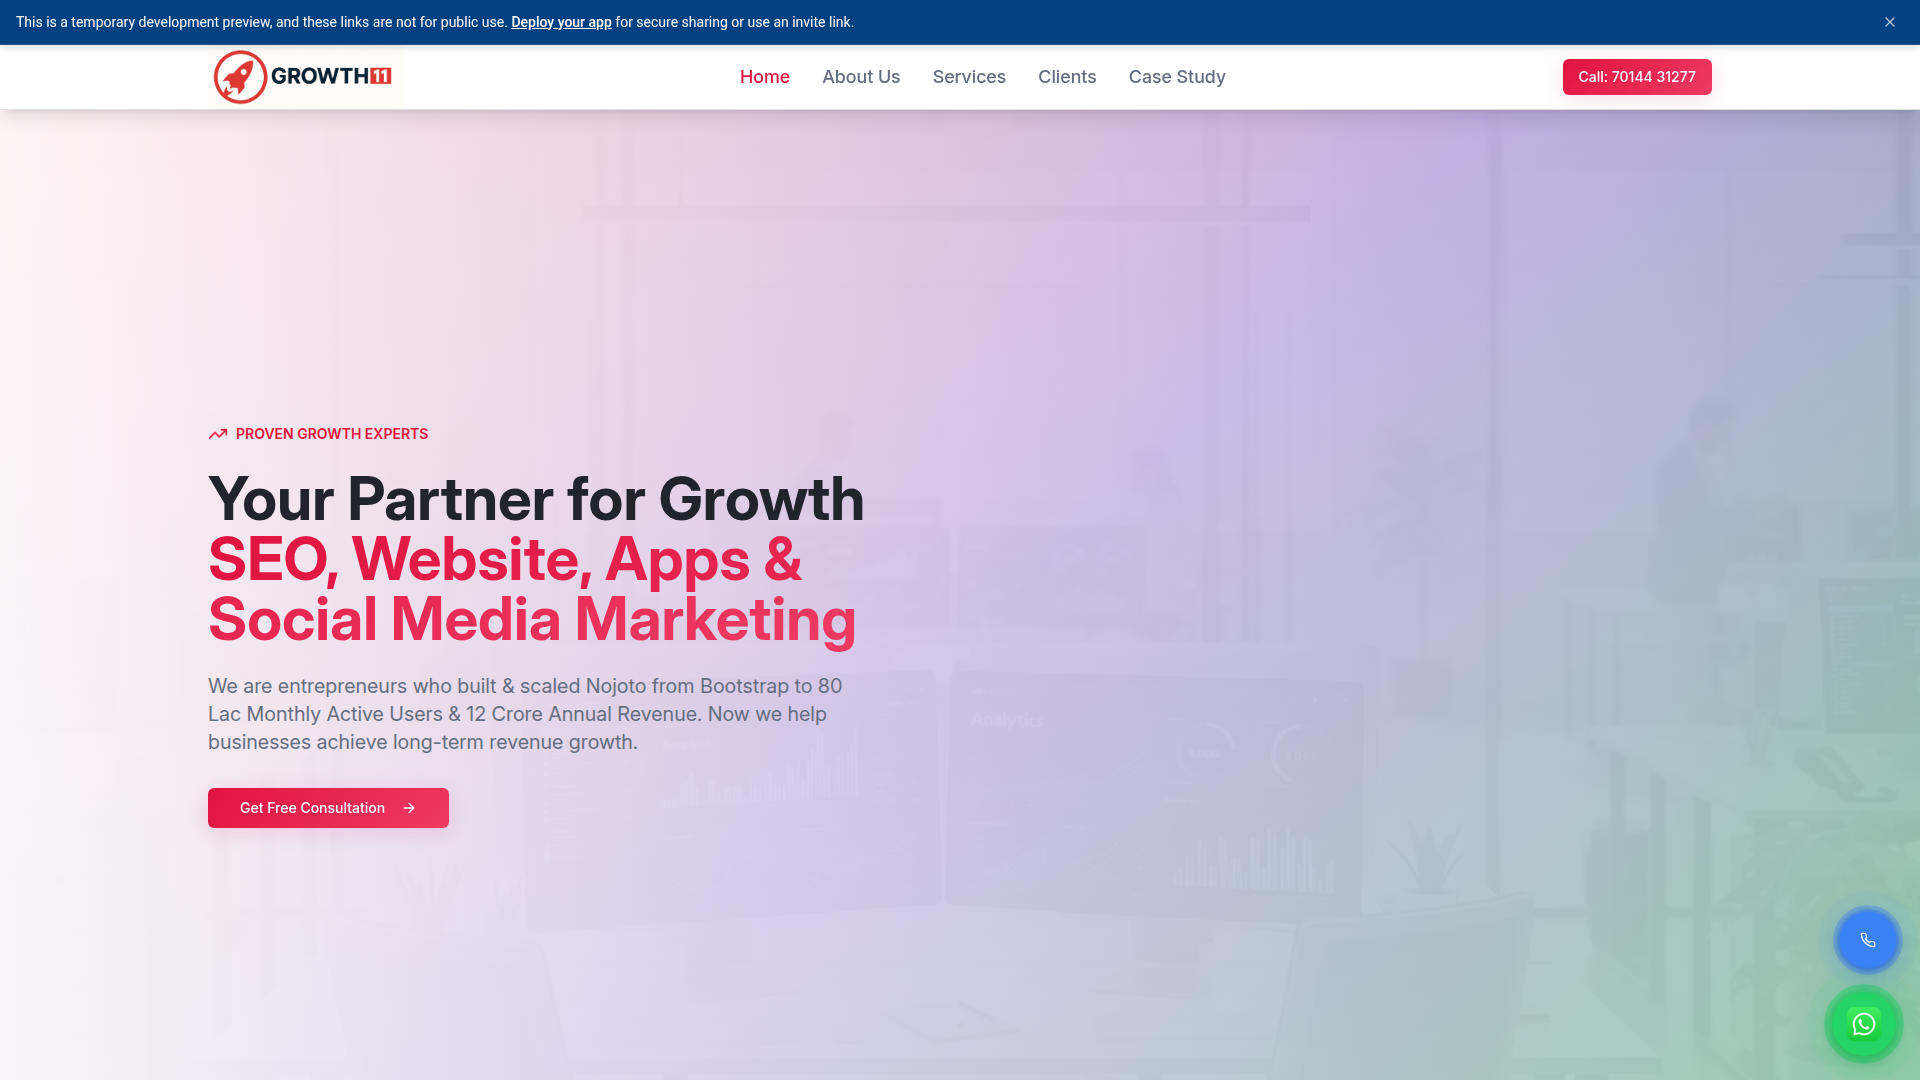 This is a temporary development preview, and these links are not for public use. Deploy your app for secure sharing or use an invite link.
GROWTH11
Home
About Us
Services
Clients
Case Study
Call: 70144 31277
PROVEN GROWTH EXPERTS
Your Partner for Growth
SEO, Website, Apps &
Social Media Marketing
We are entrepreneurs who built & scaled Nojoto from Bootstrap to 80
Lac Monthly Active Users & 12 Crore Annual Revenue. Now we help
businesses achieve long-term revenue growth.
Analytics
Get Free Consultation